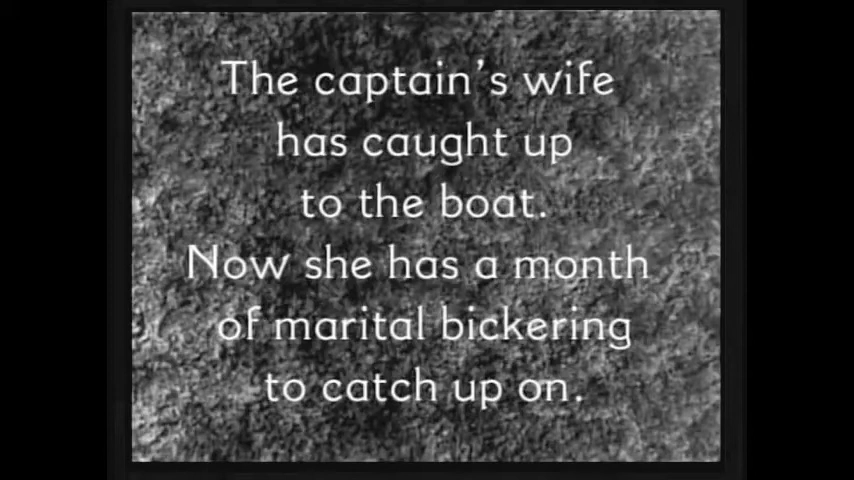 The captain's wife
has caught up
to the boat.
Now she has a month
of marital bickering
to catch up on.